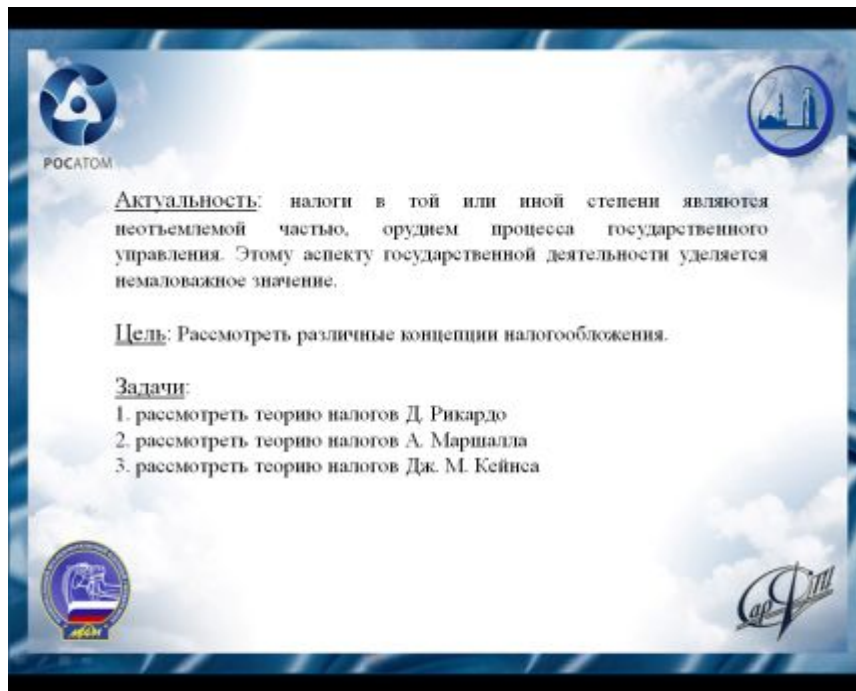 РОСАТОМ
Актуальность: налоги в той или иной степени являются
неотъемлемой частью, орудием процесса государственного
управления. Этому аспекту государственной деятельности уделяется
немаловажное значение.
Цель: Рассмотреть различные концепции налогообложения.
Задачи:
1. рассмотреть теорию налогов Д. Рикардо
2. рассмотреть теорию налогов А. Маршалла
3. рассмотреть теорию налогов Дж. М. Кейнса
СарФТИ